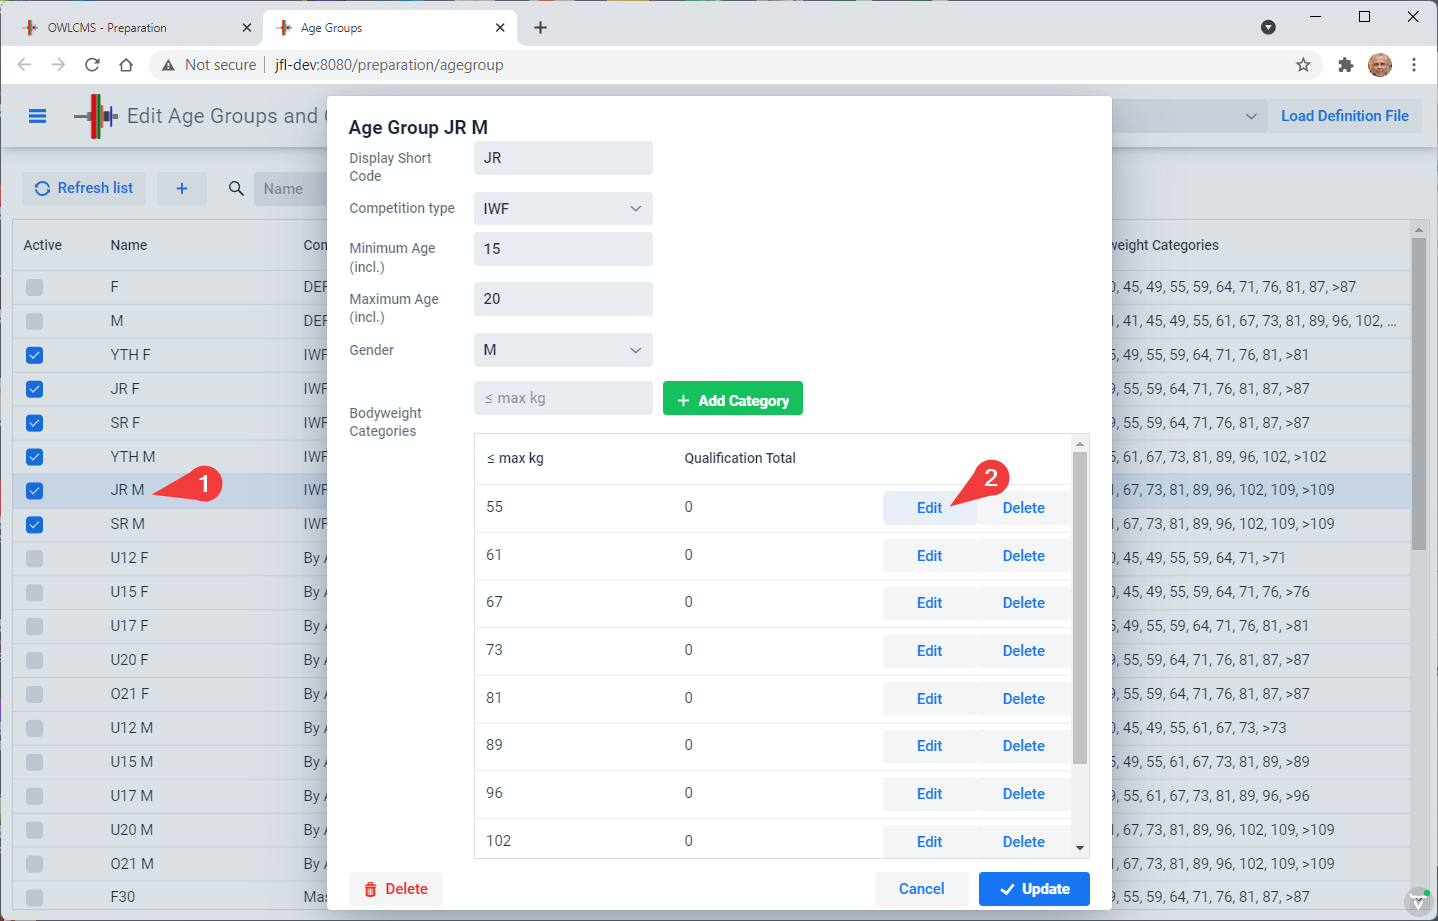 OWLCMS - Preparation
Age Groups
Not secure
jfl-dev:8080/preparation/agegroup
Edit Age Groups and
Load Definition File
Refresh list
+
Name
Active Name
eight Categories
F
, 45, 49, 55, 59, 64, 71, 76, 81, 87, >87
M
, 41, 45, 49, 55, 61, 67, 73, 81, 89, 96, 102, ...
YTH F IWF
, 49, 55, 59, 64, 71, 76, 81, >81
JR F IWF
, 55, 59, 64, 71, 76, 81, 87, >87
SR F IWF
, 55, 59, 64, 71, 76, 81, 87, >87
YTH M IWF
, 61, 67, 73, 81, 89, 96, 102, >102
JR M IWF
1
, 67, 73, 81, 89, 96, 102, 109, >109
SR M IWF
, 67, 73, 81, 89, 96, 102, 109, >109
U12 F By
, 45, 49, 55, 59, 64, 71, >71
U15 F By
, 45, 49, 55, 59, 64, 71, 76, >76
U17 F By
, 49, 55, 59, 64, 71, 76, 81, >81
U20 F By
, 55, 59, 64, 71, 76, 81, 87, >87
O21 F By
, 55, 59, 64, 71, 76, 81, 87, >87
U12 M By
, 45, 49, 55, 61, 67, 73, >73
U15 M By
, 49, 55, 61, 67, 73, 81, 89, >89
U17 M By
, 55, 61, 67, 73, 81, 89, 96, >96
U20 M By
, 67, 73, 81, 89, 96, 102, 109, >109
O21 M By
, 67, 73, 81, 89, 96, 102, 109, >109
F30
, 55, 59, 64, 71, 76, 81, 87, >87
Age Group JR M
Display Short
Code
JR
Competition type IWF
Minimum Age
(incl.)
15
Maximum Age
(incl.)
20
Gender M
Bodyweight
Categories
≤ max kg
+ Add Category
≤ max kg Qualification Total
2
55 0 Edit Delete
61 0 Edit Delete
67 0 Edit Delete
73 0 Edit Delete
81 0 Edit Delete
89 0 Edit Delete
96 0 Edit Delete
102 0 Edit Delete
Delete
Cancel
Update